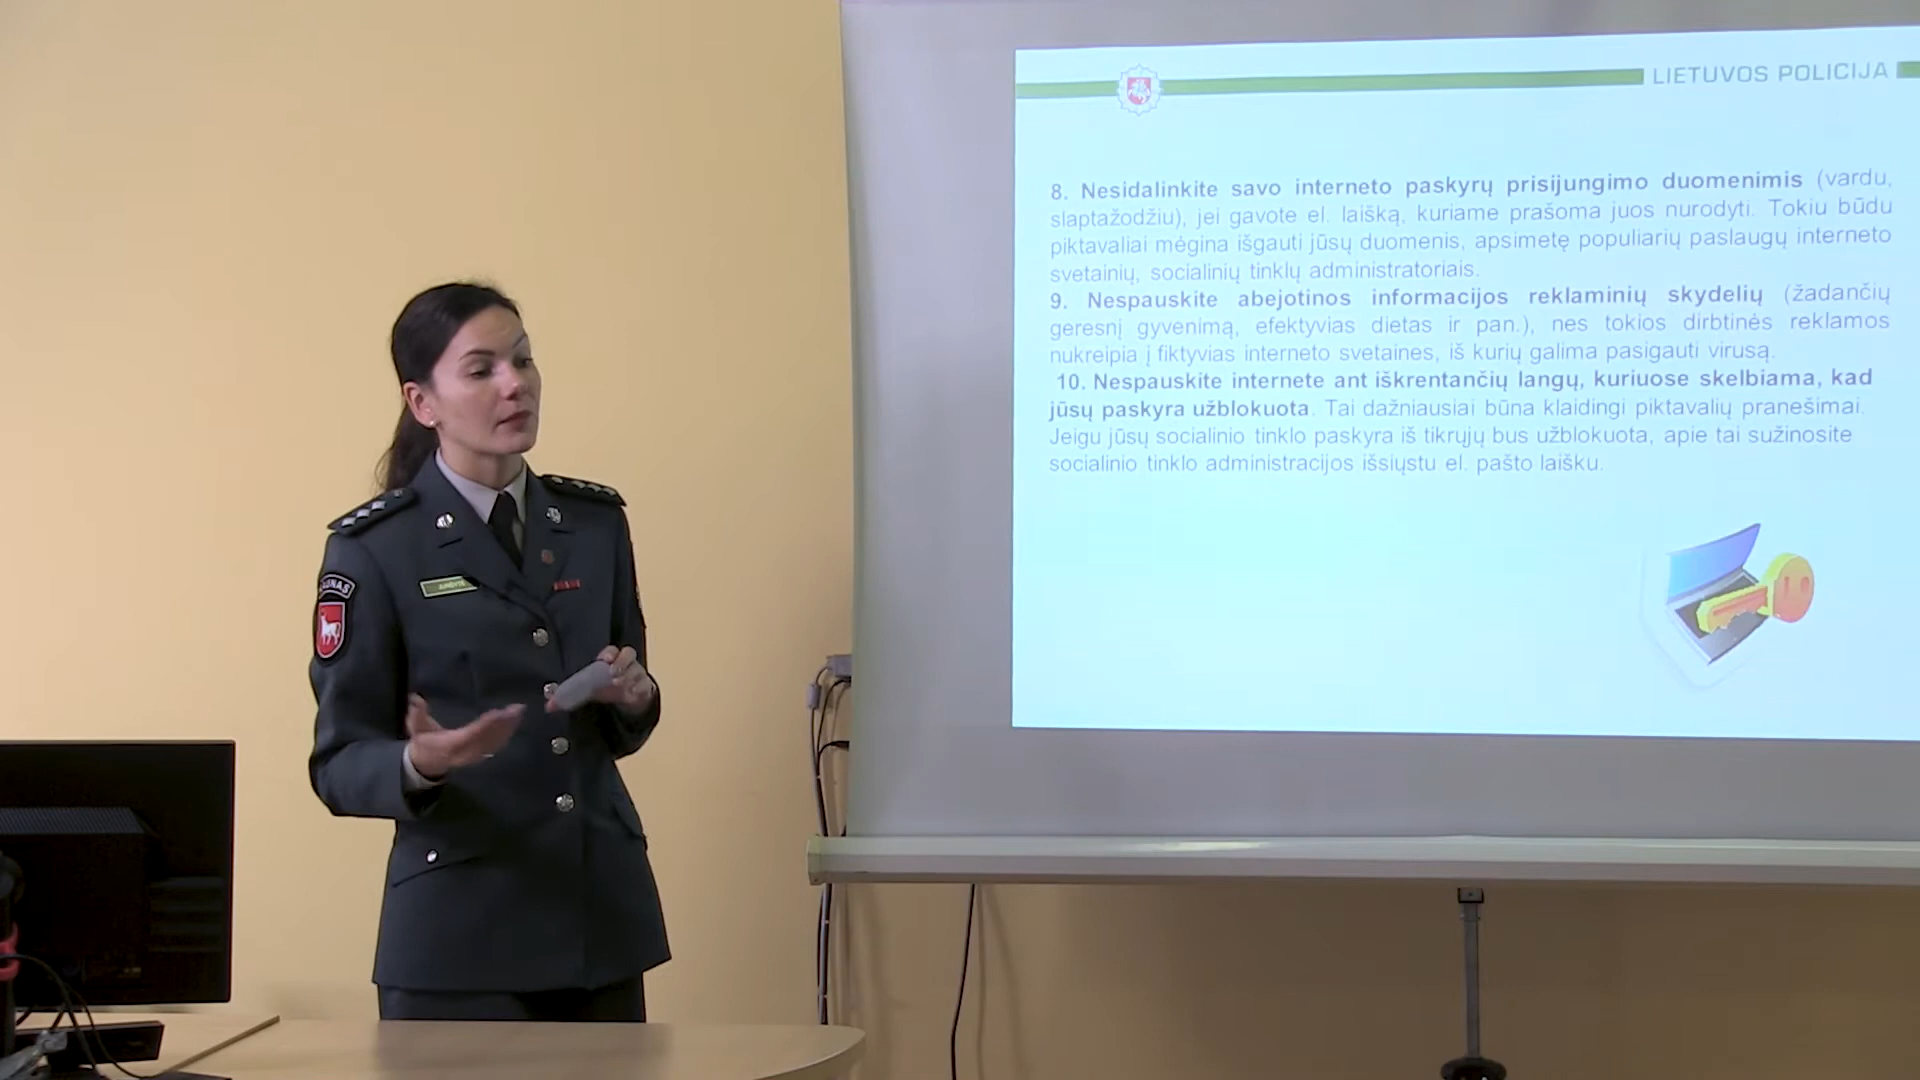 LIETUVOS POLICIJA
8. Nesidalinkite savo interneto paskyrų prisijungimo duomenimis (vardu,
slaptažodžiu), jei gavote el. laišką, kuriame prašoma juos nurodyti. Tokiu būdu
piktavaliai mėgina išgauti jūsų duomenis, apsimetę populiarių paslaugų interneto
svetainių, socialinių tinklų administratoriais.
9. Nespauskite abejotinos informacijos reklaminių skydelių (žadančių
geresnį gyvenimą, efektyvias dietas ir pan.), nes tokios dirbtinės reklamos
nukreipia į fiktyvias interneto svetaines, iš kurių galima pasigauti virusą.
10. Nespauskite internete ant iškrentančių langų, kuriuose skelbiama, kad
jūsų paskyra užblokuota. Tai dažniausiai būna klaidingi piktavalių pranešimai.
Jeigu jūsų socialinio tinklo paskyra iš tikrųjų bus užblokuota, apie tai sužinosite
socialinio tinklo administracijos išsiųstu el. pašto laišku.